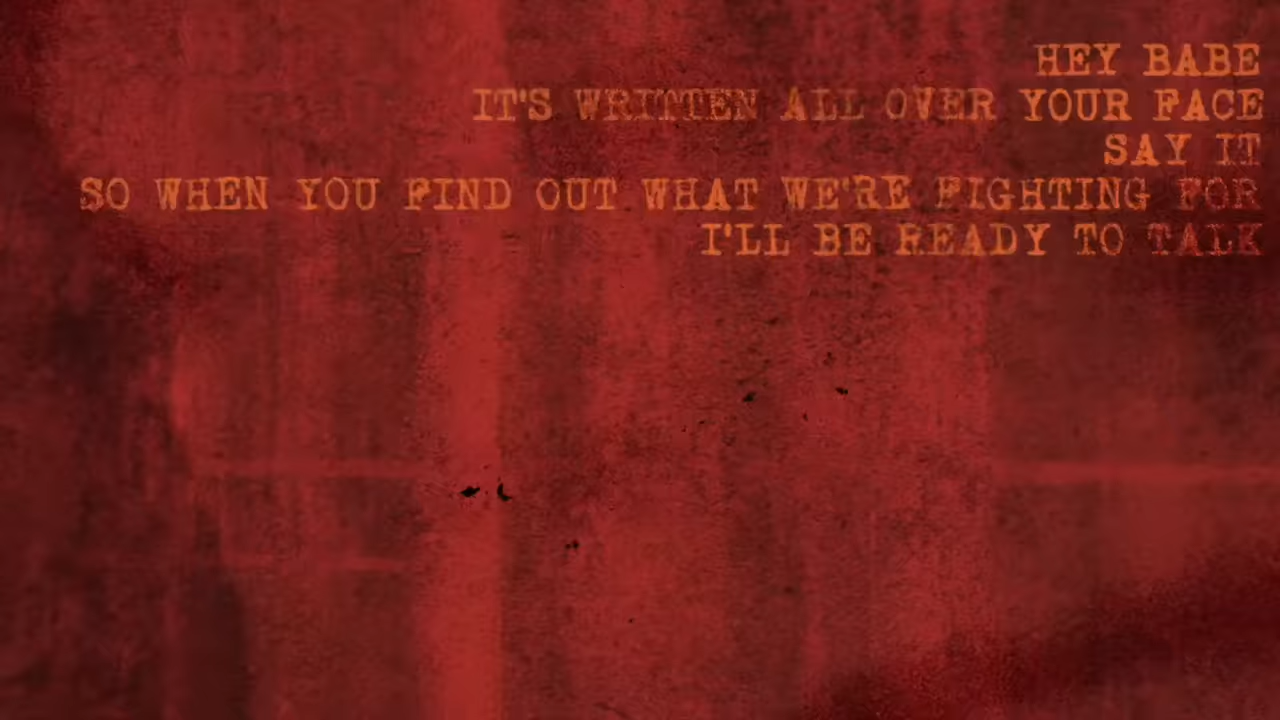 HEY BABE
IT'S WRITTEN ALL OVER YOUR FACE
SAY IT
SO WHEN YOU FIND OUT WHAT WE'RE FIGHTING FOR
I'LL BE READY TO TALK